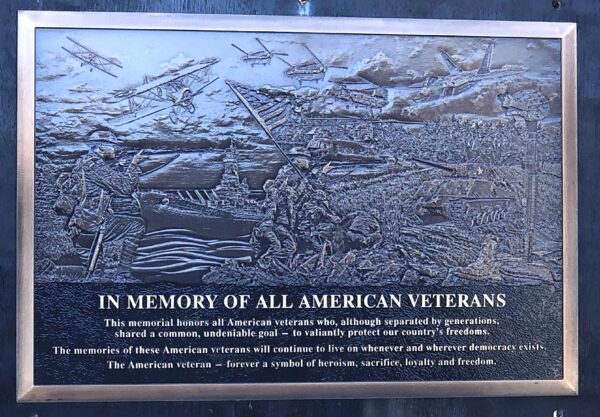 IN MEMORY OF ALL AMERICAN VETERANS
This memorial honors all American veterans who, although separated by generations,
shared a common, undeniable goal — to valiantly protect our country's freedoms.
The memories of these American veterans will continue to live on whenever and wherever democracy exists.
The American veteran — forever a symbol of heroism, sacrifice, loyalty and freedom.